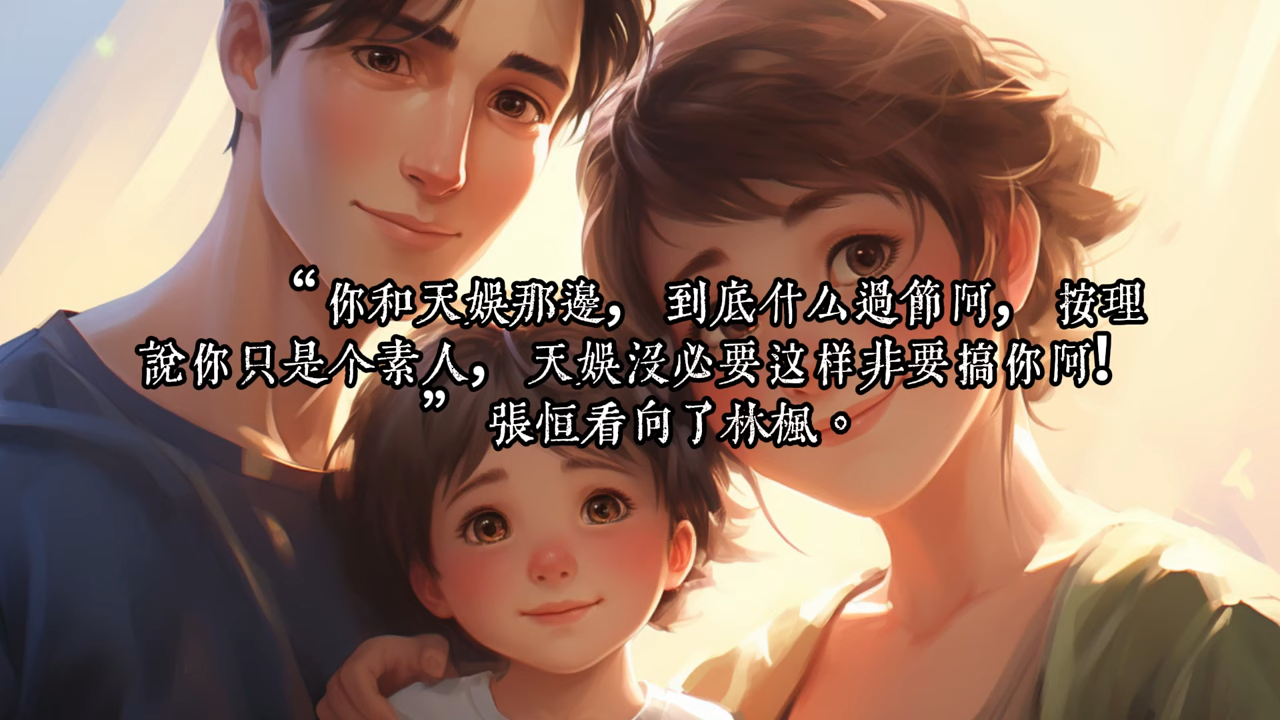 “你和天娱那邊, 到底什么過節阿, 按理
說你只是个素人, 天娱沒必要这样非要搞你阿!
” 張恒看向了林楓。